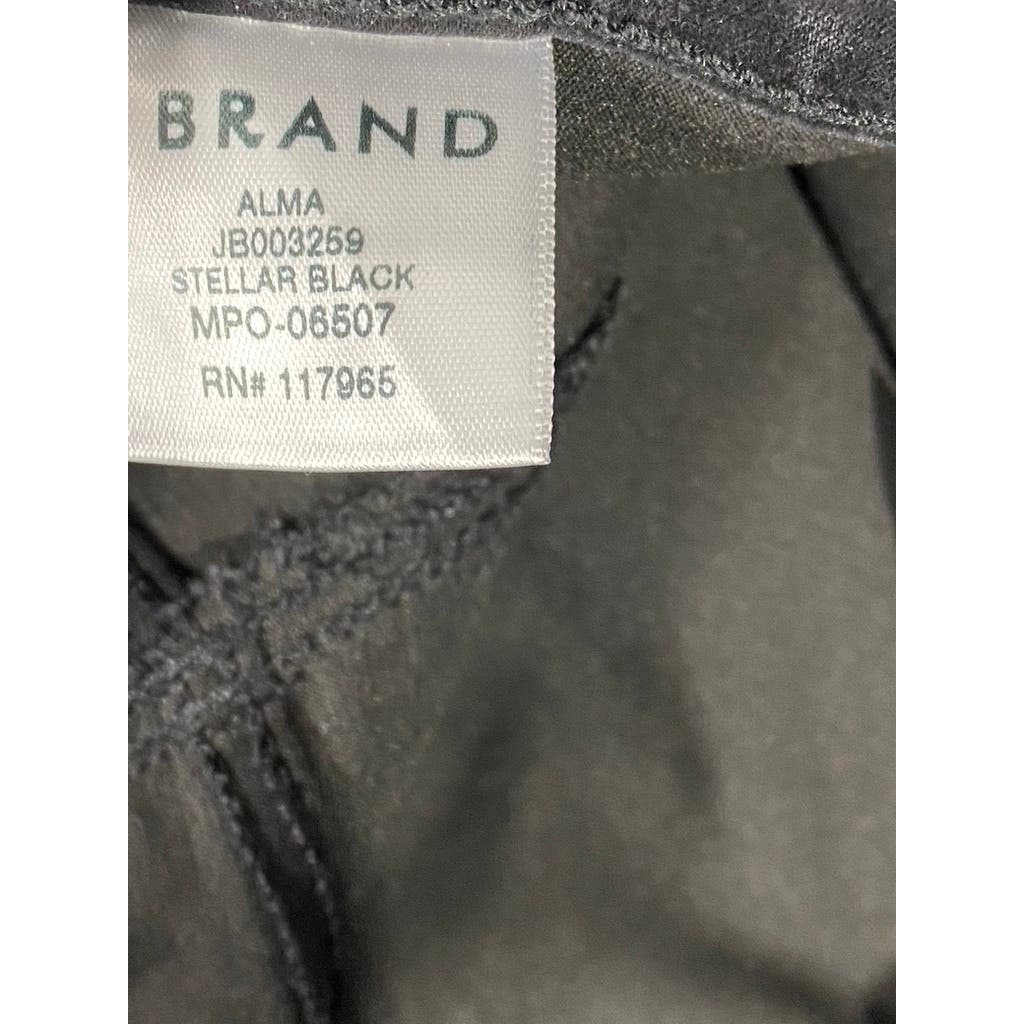 BRAND
ALMA
JB003259
STELLAR BLACK
MPO-06507
RN# 117965